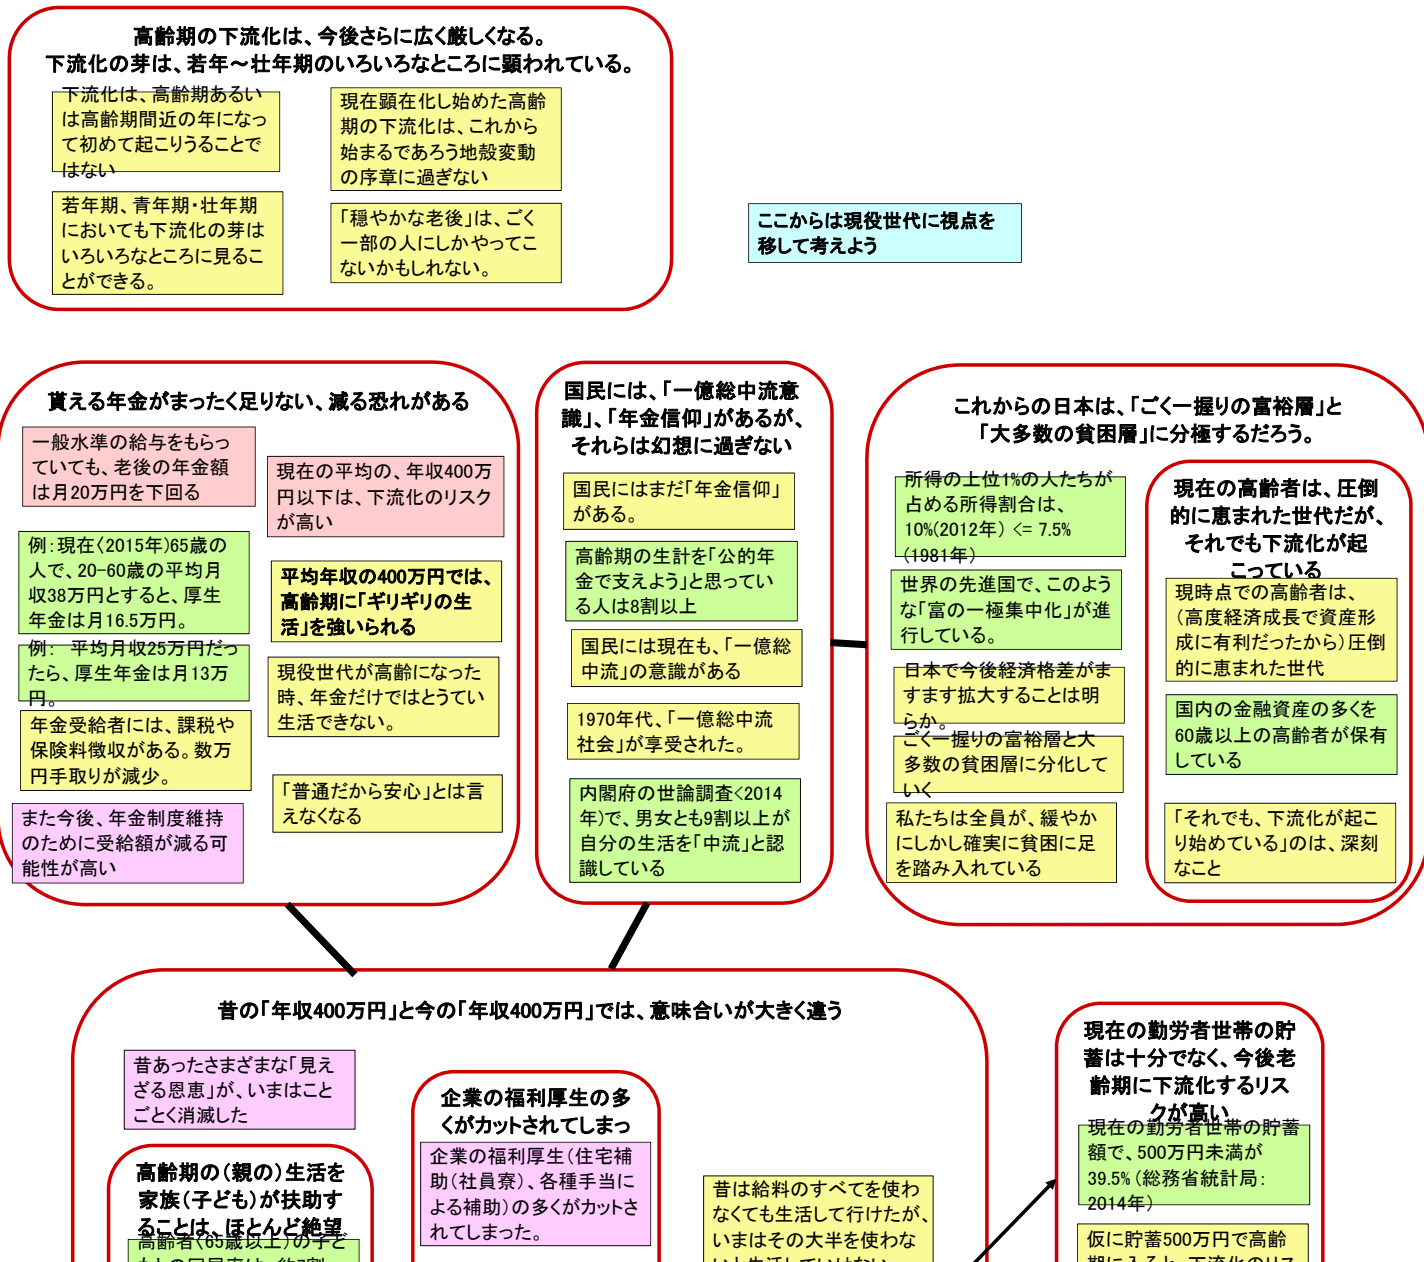 高齢期の下流化は、今後さらに広く厳しくなる。
下流化の芽は、若年～壮年期のいろいろなところに顕われている。
下流化は、高齢期あるい
は高齢期間近の年になっ
て初めて起こりうることで
はない
現在顕在化し始めた高齢
期の下流化は、これから
始まるであろう地殻変動
の序章に過ぎない
若年期、青年期・壮年期
においても下流化の芽は
いろいろなところに見るこ
とができる。
「穏やかな老後」は、ごく
一部の人にしかやってこ
ないかもしれない。
ここからは現役世代に視点を
移して考えよう
貰える年金がまったく足りない、減る恐れがある
一般水準の給与をもらっ
ていても、老後の年金額
は月20万円を下回る
現在の平均の、年収400万
円以下は、下流化のリスク
が高い
例：現在〈2015年）65歳の
人で、20-60歳の平均月
収38万円とすると、厚生
年金は月16.5万円。
平均年収の400万円では、
高齢期に「ギリギリの生
活」を強いられる
例：　平均月収25万円だっ
たら、厚生年金は月13万
円。
現役世代が高齢になった
時、年金だけではとうてい
生活できない。
年金受給者には、課税や
保険料徴収がある。数万
円手取りが減少。
「普通だから安心」とは言
えなくなる
また今後、年金制度維持
のために受給額が減る可
能性が高い
国民には、「一億総中流意
識」、「年金信仰」があるが、
それらは幻想に過ぎない
国民にはまだ「年金信仰」
がある。
高齢期の生計を「公的年
金で支えよう」と思ってい
る人は8割以上
国民には現在も、「一億総
中流」の意識がある
1970年代、「一億総中流
社会」が享受された。
内閣府の世論調査<2014
年）で、男女とも9割以上が
自分の生活を「中流」と認
識している
これからの日本は、「ごく一握りの富裕層」と
「大多数の貧困層」に分極するだろう。
所得の上位1%の人たちが
占める所得割合は、
10%(2012年） <= 7.5%
（1981年）
世界の先進国で、このよう
な「富の一極集中化」が進
行している。
日本で今後経済格差がま
すます拡大することは明
らか。
ごく一握りの富裕層と大
多数の貧困層に分化して
いく
私たちは全員が、緩やか
にしかし確実に貧困に足
を踏み入れている
現在の高齢者は、圧倒
的に恵まれた世代だが、
それでも下流化が起
こっている
現時点での高齢者は、
（高度経済成長で資産形
成に有利だったから）圧倒
的に恵まれた世代
国内の金融資産の多くを
60歳以上の高齢者が保有
している
「それでも、下流化が起こ
り始めている」のは、深刻
なこと
昔の「年収400万円」と今の「年収400万円」では、意味合いが大きく違う
昔あったさまざまな「見え
ざる恩恵」が、いまはこと
ごとく消滅した
高齢期の（親の）生活を
家族（子ども）が扶助す
ることは、ほとんど絶望
高齢者（65歳以上）の子ど
企業の福利厚生の多
くがカットされてしまっ
企業の福利厚生（住宅補
助（社員寮）、各種手当に
よる補助）の多くがカットさ
れてしまった。
昔は給料のすべてを使わ
なくても生活して行けたが、
いまはその大半を使わな
いと生活していけない
現在の勤労者世帯の貯
蓄は十分でなく、今後老
齢期に下流化するリス
クが高い
現在の勤労者世帯の貯蓄
額で、500万円未満が
39.5% （総務省統計局：
2014年）
仮に貯蓄500万円で高齢
期に入ると、下流化のリス